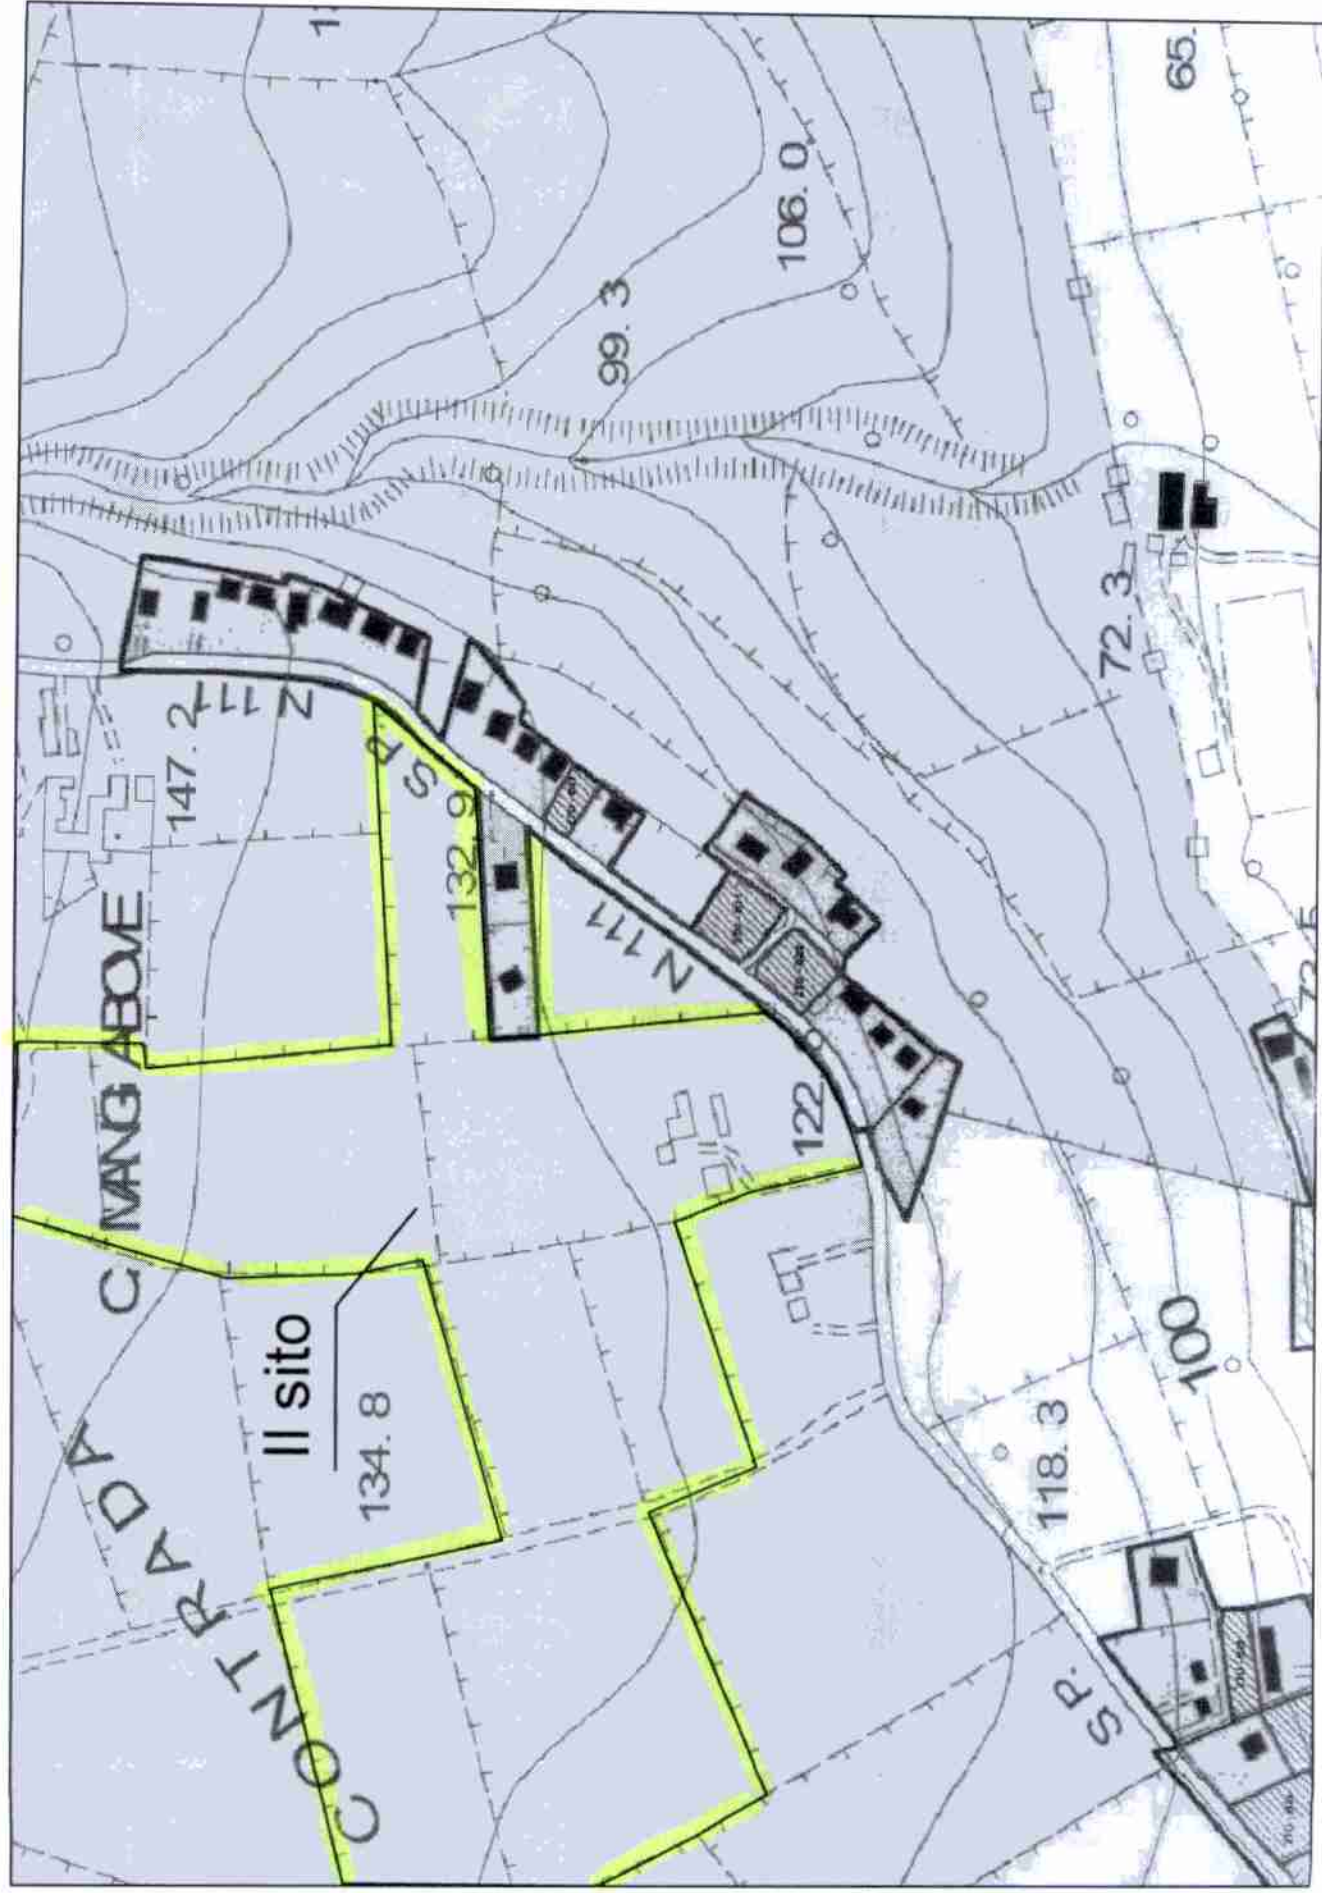 65.
106. 0
99. 3
72. 3
N 111
147. 2
S P.
132. 9
N 111
C. MANGIABOVE
122
Il sito
134. 8
CONTRADA
100
118. 3
S P.